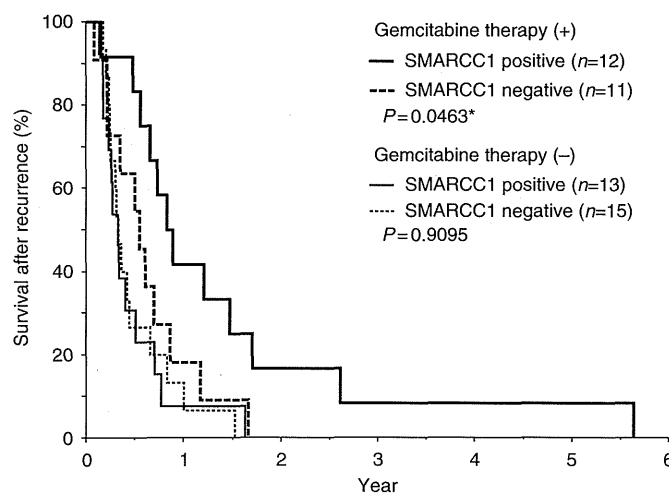 100
80
60
40
20
0
Survival after recurrence (%)
0 1 2 3 4 5 6
Year
Gemcitabine therapy (+)
SMARCC1 positive (n=12)
SMARCC1 negative (n=11)
P=0.0463*
Gemcitabine therapy (–)
SMARCC1 positive (n=13)
SMARCC1 negative (n=15)
P=0.9095